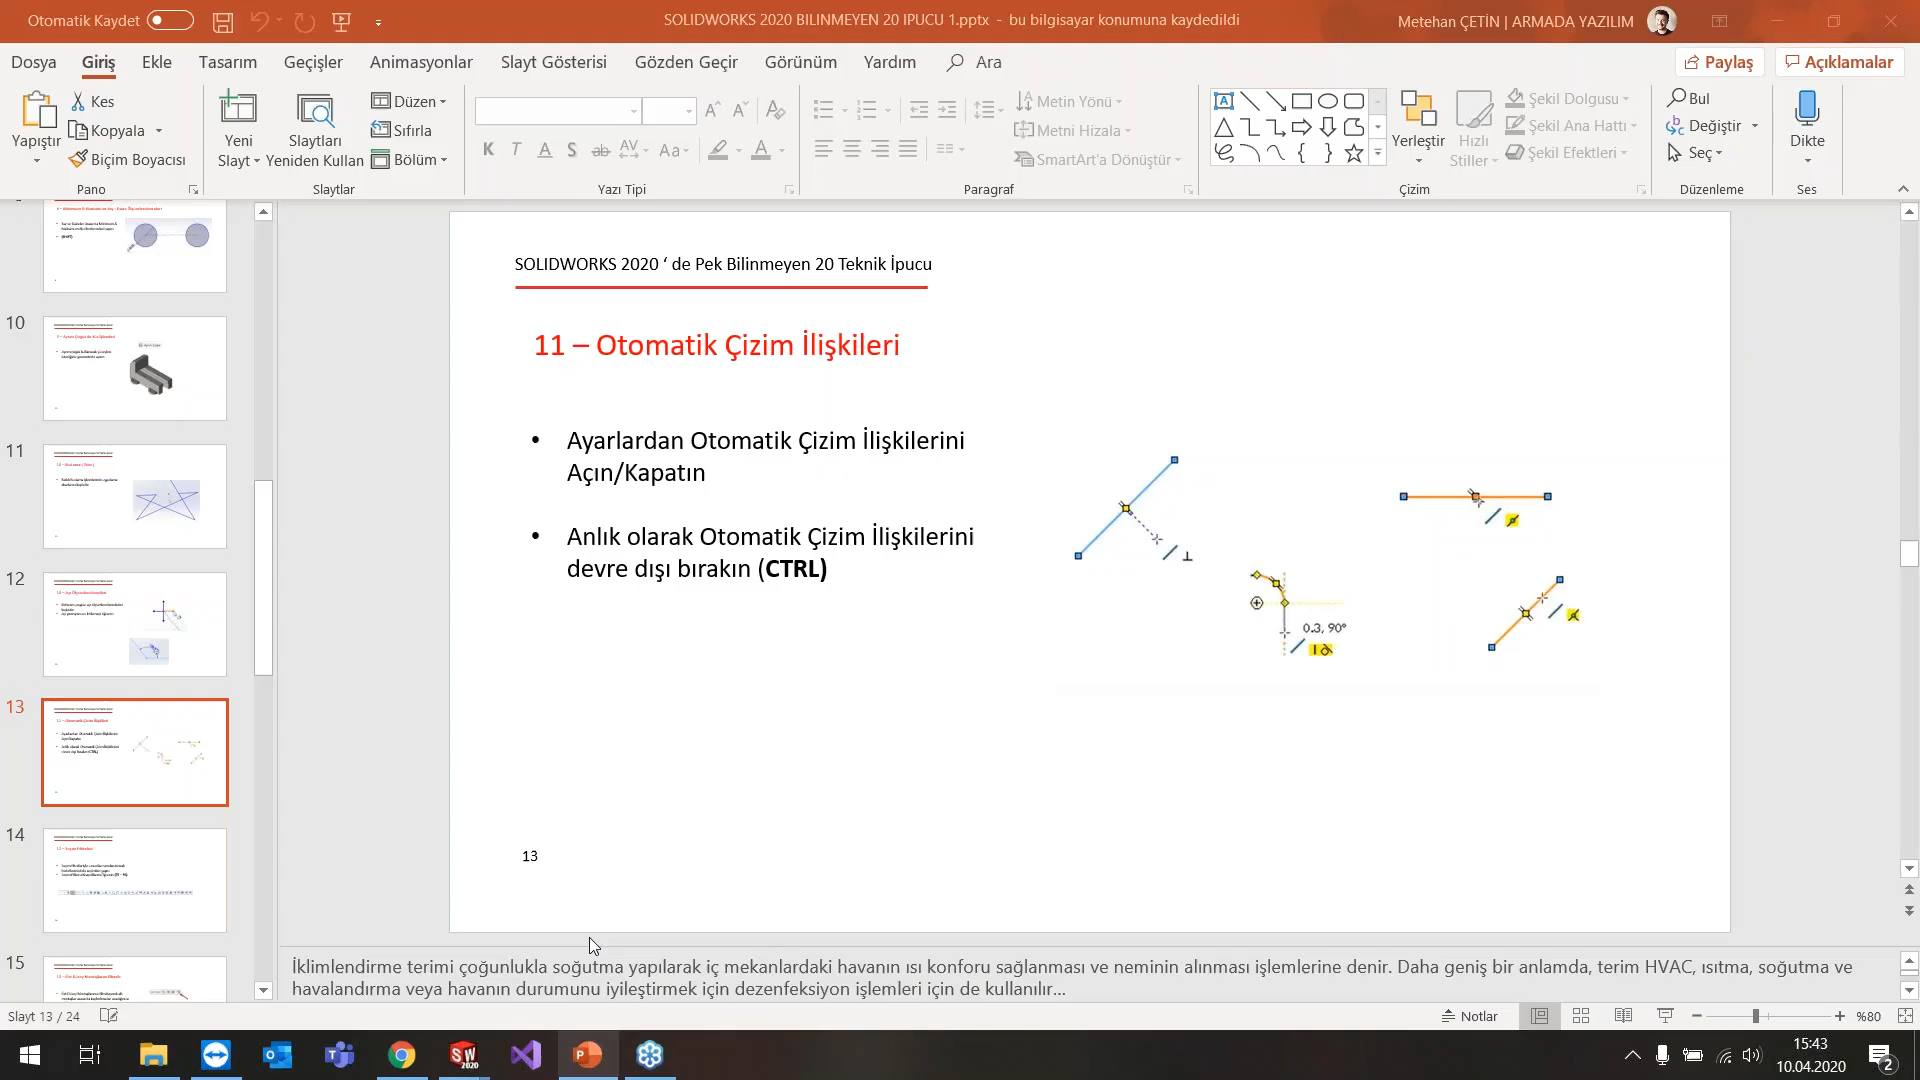 Otomatik Kaydet
SOLIDWORKS 2020 BILINMEYEN 20 IPUCU 1.pptx - bu bilgisayar konumuna kaydedildi
Metehan ÇETİN | ARMADA YAZILIM
Dosya Giriş Ekle Tasarım Geçişler Animasyonlar Slayt Gösterisi Gözden Geçir Görünüm Yardım Ara
Paylaş Açıklamalar
Yapıştır
Kes
Kopyala
Biçim Boyacısı
Pano
Yeni
Slayt
Slaytları
Yeniden Kullan
Düzen
Sıfırla
Bölüm
Slaytlar
K T A S ab AV Aa A
Yazı Tipi
Metin Yönü
Metni Hizala
SmartArt'a Dönüştür
Paragraf
Yerleştir
Hızlı
Stiller
Şekil Dolgusu
Şekil Ana Hattı
Şekil Efektleri
Çizim
Bul
Değiştir
Seç
Düzenleme
Dikte
Ses
10
11
12
13
14
15
SOLIDWORKS 2020 ‘ de Pek Bilinmeyen 20 Teknik İpucu
11 – Otomatik Çizim İlişkileri
• Ayarlardan Otomatik Çizim İlişkilerini
Açın/Kapatın
• Anlık olarak Otomatik Çizim İlişkilerini
devre dışı bırakın (CTRL)
0.3, 90°
13
İklimlendirme terimi çoğunlukla soğutma yapılarak iç mekanlardaki havanın ısı konforu sağlanması ve neminin alınması işlemlerine denir. Daha geniş bir anlamda, terim HVAC, ısıtma, soğutma ve
havalandırma veya havanın durumunu iyileştirmek için dezenfeksiyon işlemleri için de kullanılır...
Slayt 13 / 24
Notlar
%80
15:43
10.04.2020
2